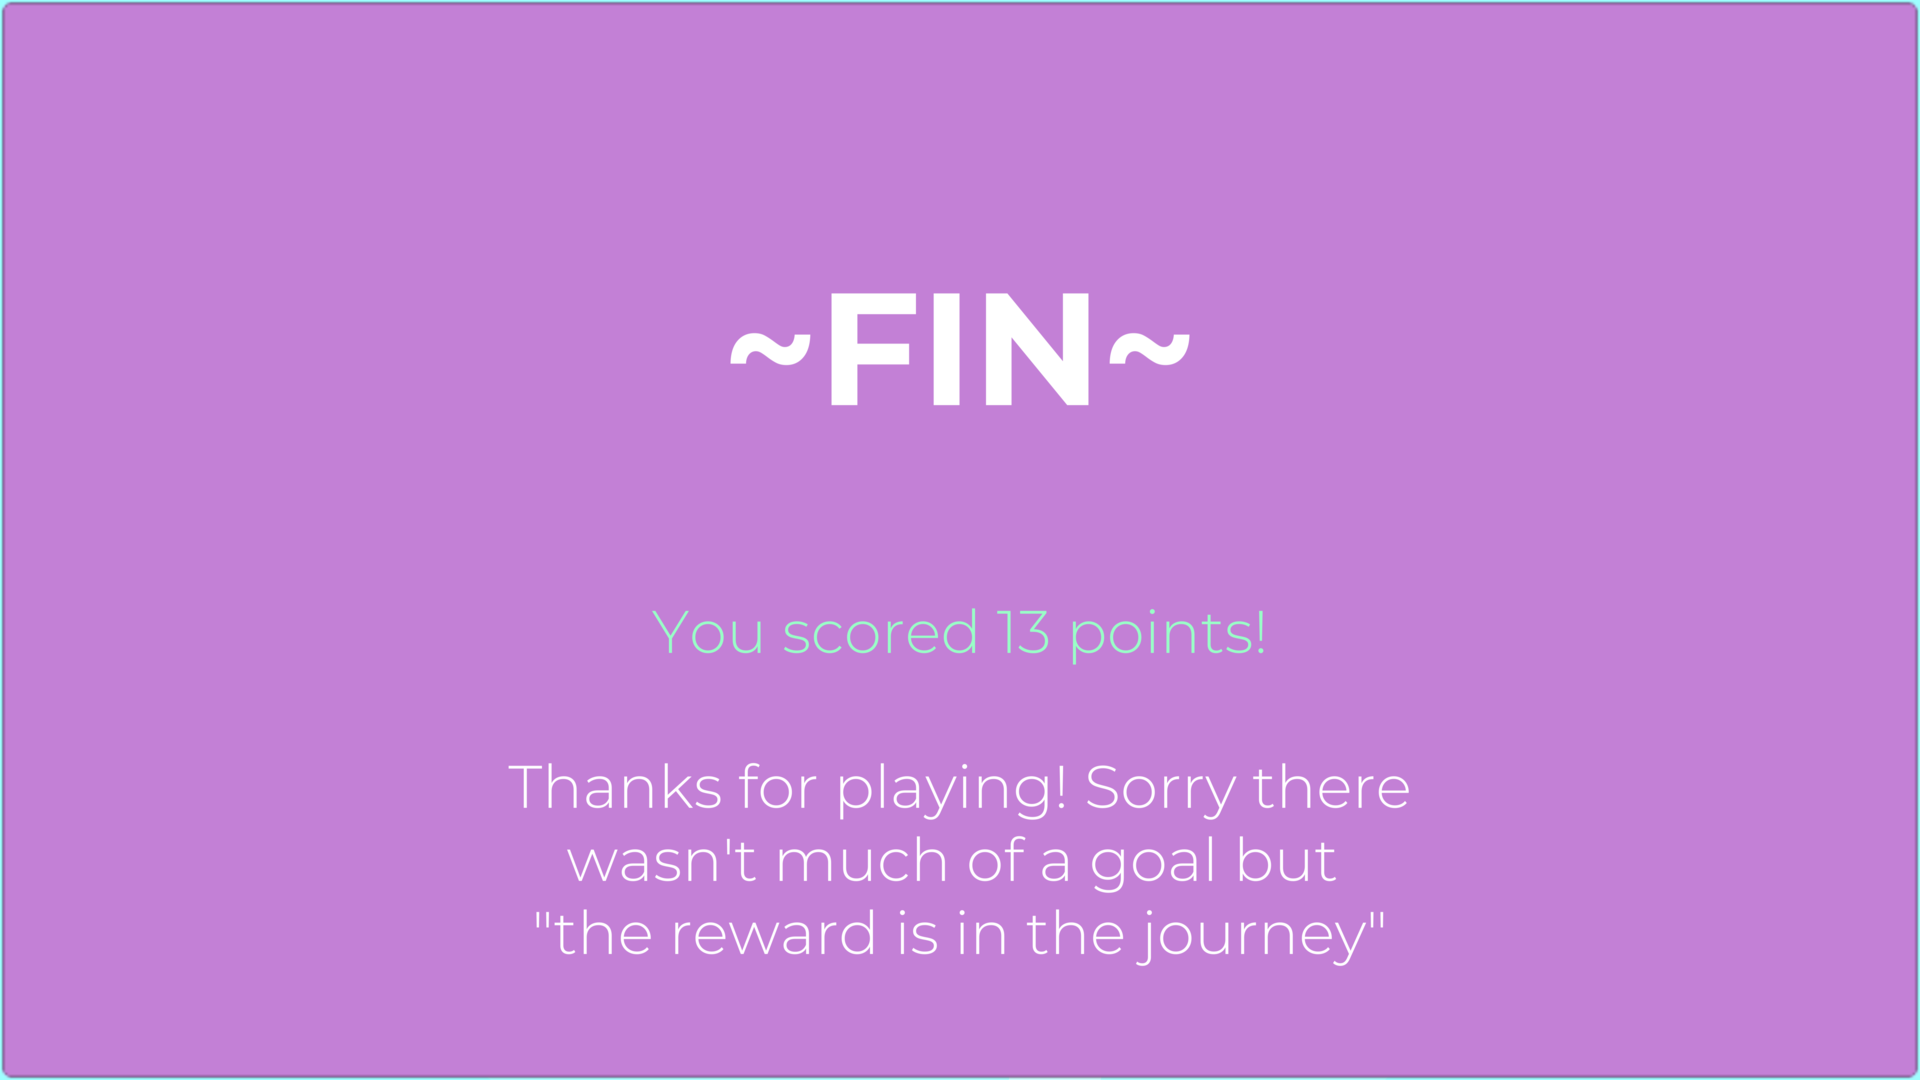 ~FIN~
You scored 13 points!
Thanks for playing! Sorry there
wasn't much of a goal but
"the reward is in the journey"